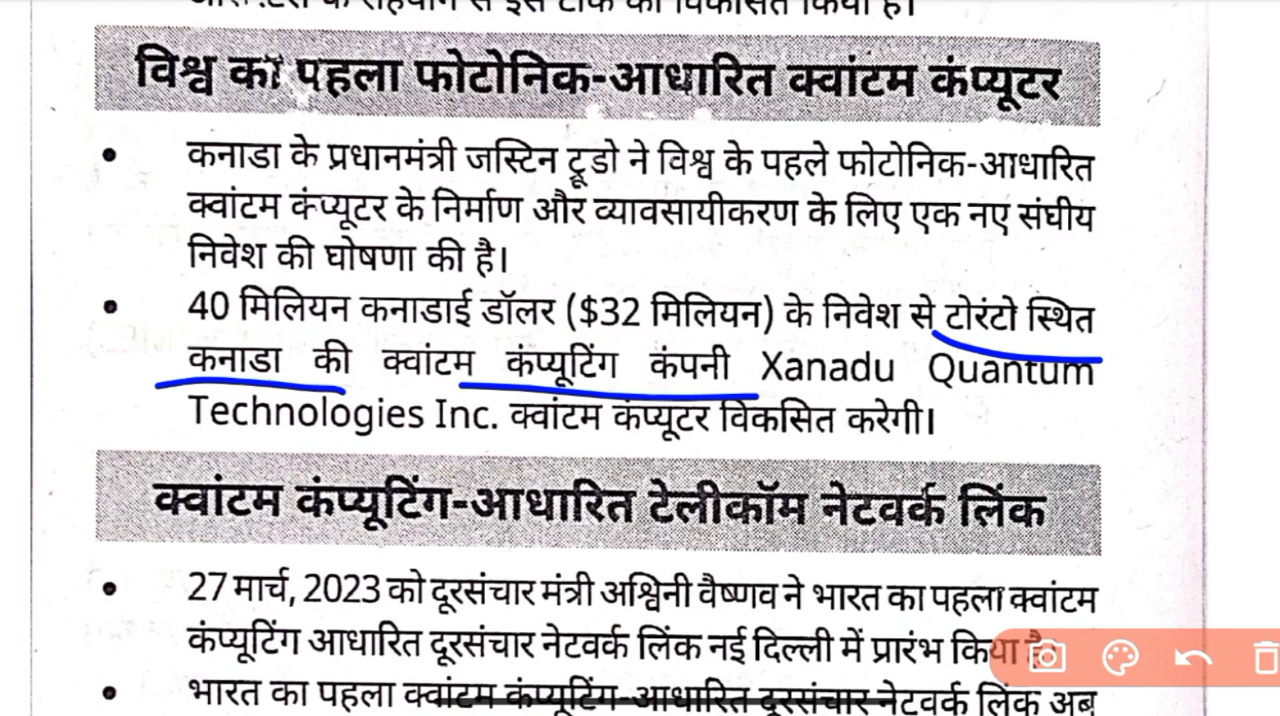 के सहयोग से इस टीक को विकसित किया है।
विश्व का पहला फोटोनिक-आधारित क्वांटम कंप्यूटर
• कनाडा के प्रधानमंत्री जस्टिन ट्रूडो ने विश्व के पहले फोटोनिक-आधारित
क्वांटम कंप्यूटर के निर्माण और व्यावसायीकरण के लिए एक नए संघीय
निवेश की घोषणा की है।
• 40 मिलियन कनाडाई डॉलर ($32 मिलियन) के निवेश से टोरंटो स्थित
कनाडा की क्वांटम कंप्यूटिंग कंपनी Xanadu Quantum
Technologies Inc. क्वांटम कंप्यूटर विकसित करेगी।
क्वांटम कंप्यूटिंग-आधारित टेलीकॉम नेटवर्क लिंक
• 27 मार्च, 2023 को दूरसंचार मंत्री अश्विनी वैष्णव ने भारत का पहला क्वांटम
कंप्यूटिंग आधारित दूरसंचार नेटवर्क लिंक नई दिल्ली में प्रारंभ किया है
• भारत का पहला क्वांटम कंप्यूटिंग-आधारित दूरसंचार नेटवर्क लिंक अब